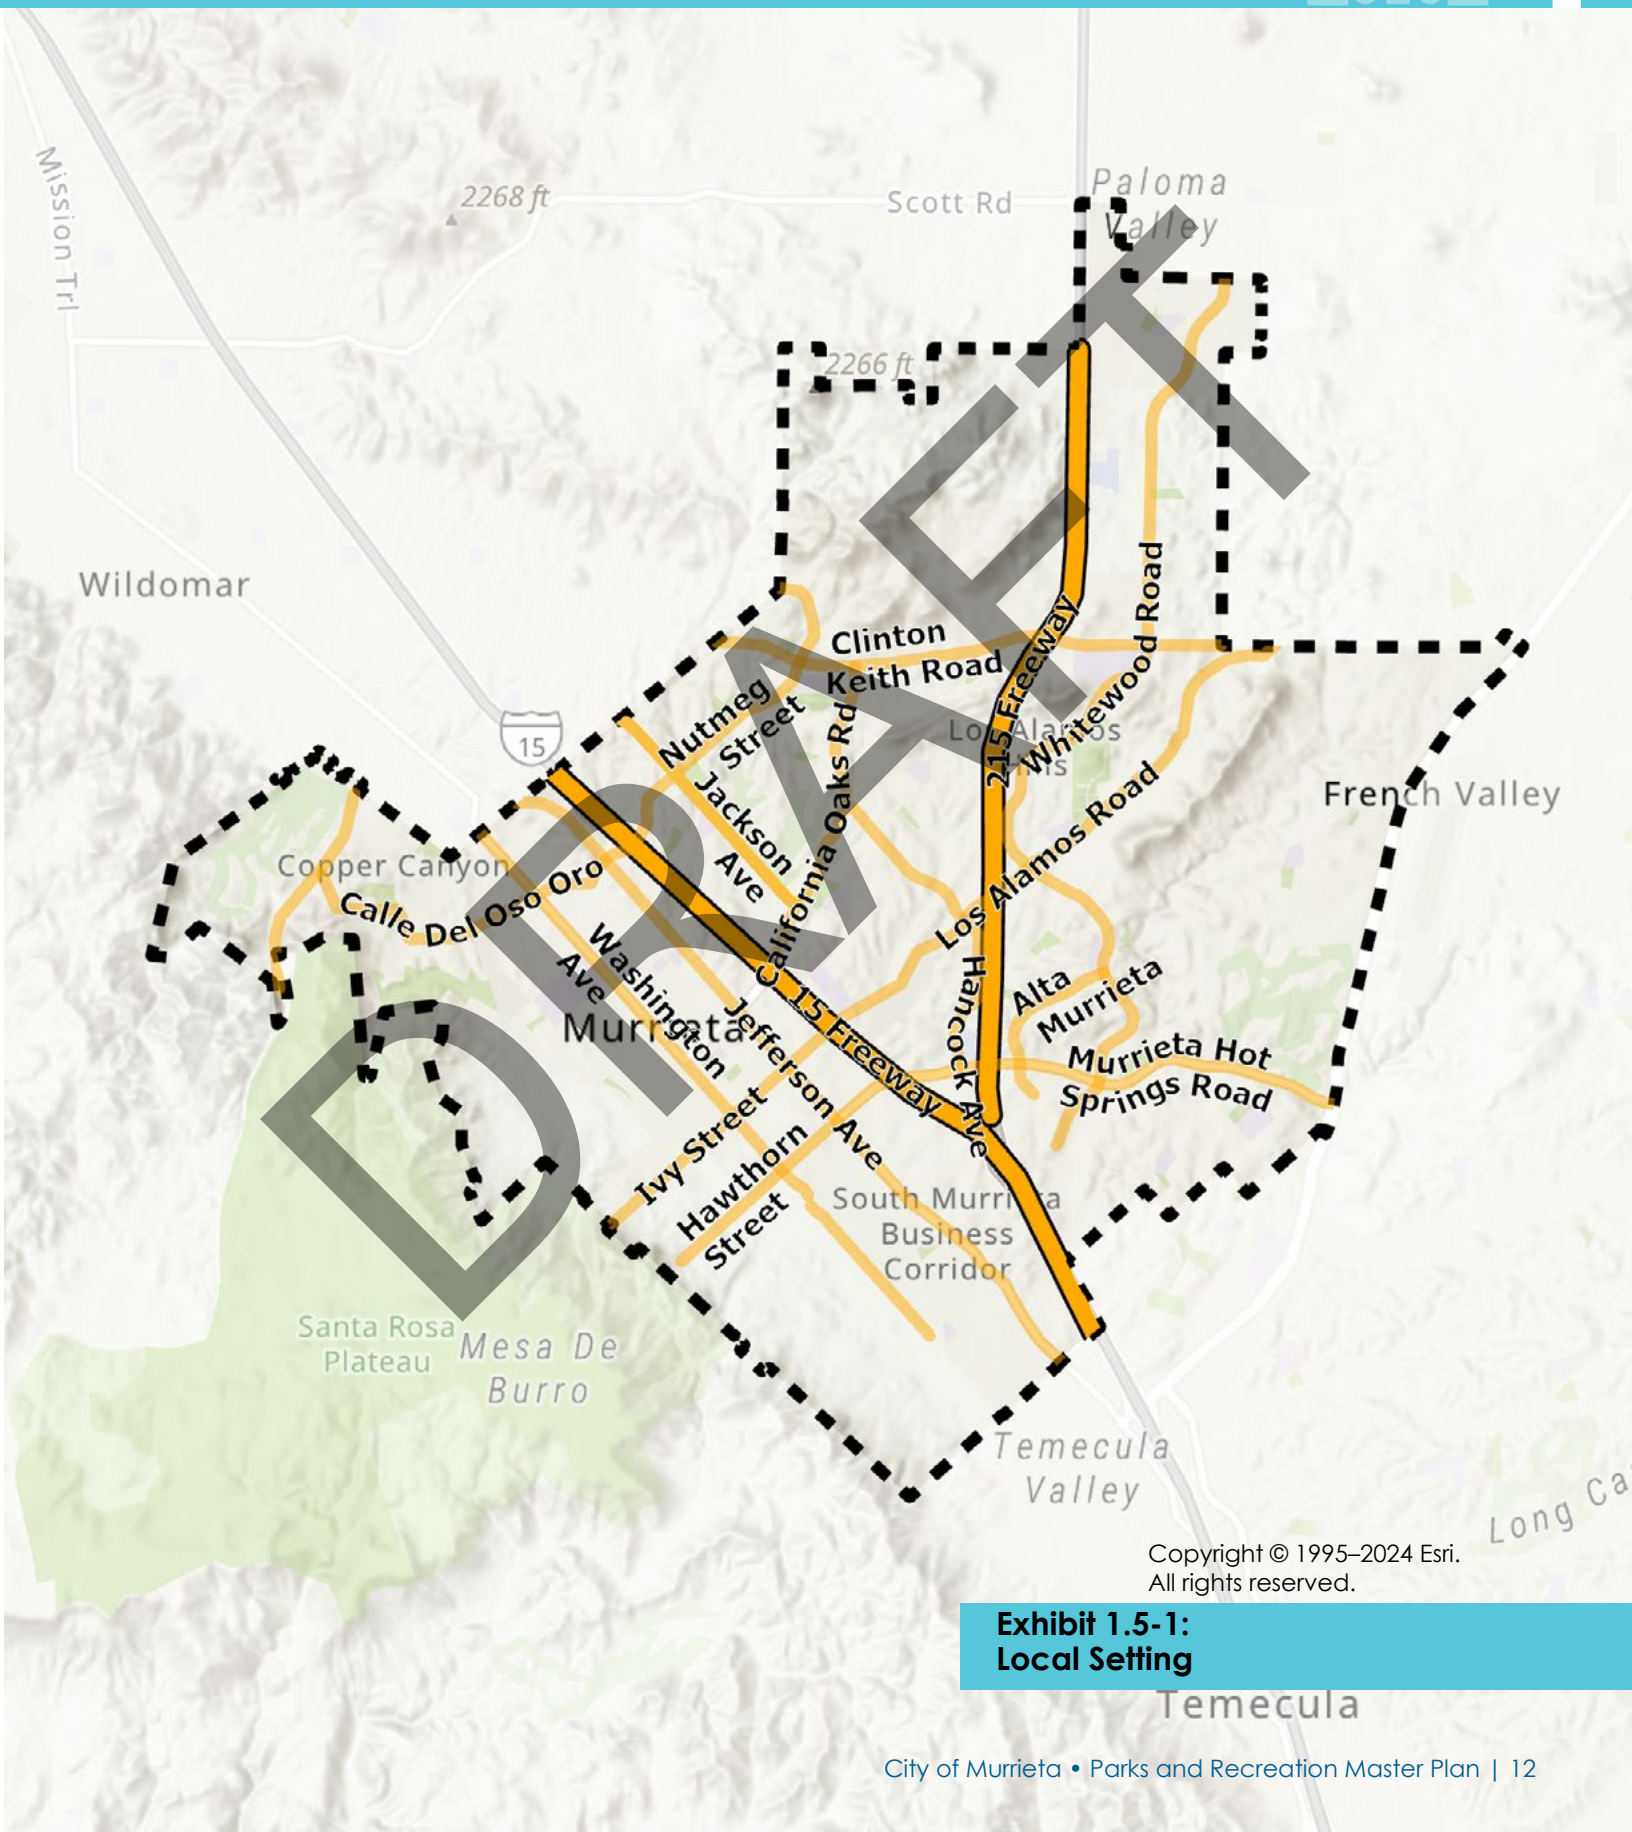 Paloma
Valley
Scott Rd
2268 ft
Mission Trl
2266 ft
Wildomar
Clinton
Keith Road
215 Freeway
Whitewood Road
Nutmeg
Street
California Oaks Rd
Los Alamos
Hills
15
Jackson
Ave
French Valley
Los Alamos Road
Copper Canyon
Calle Del Oso Oro
Washington
Ave
Murrieta
Jefferson Ave
15 Freeway
Hancock Ave
Alta
Murrieta
Murrieta Hot
Springs Road
Ivy Street
Hawthorn
Street
South Murrieta
Business
Corridor
Santa Rosa
Plateau
Mesa De
Burro
Temecula
Valley
Long Ca
DRAFT
Copyright © 1995–2024 Esri.
All rights reserved.
Exhibit 1.5-1:
Local Setting
Temecula
City of Murrieta • Parks and Recreation Master Plan | 12